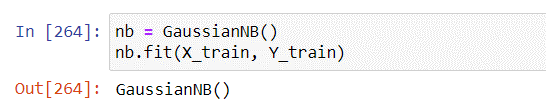 In [264]: nb = GaussianNB()
nb.fit(X_train, Y_train)
Out[264]: GaussianNB()